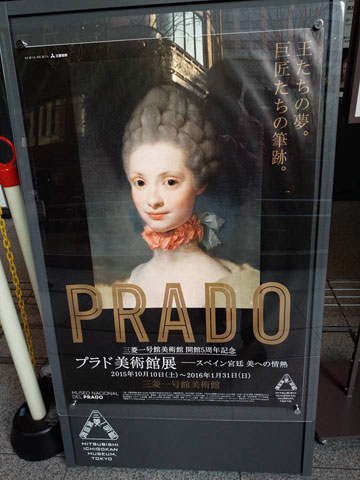 王たちの夢。
巨匠たちの筆跡。
PRADO
三菱一号館美術館 開館5周年記念
プラド美術館展──スペイン宮廷 美への情熱
2015年10月10日(土)〜2016年1月31日(日)
三菱一号館美術館
MUSEO NACIONAL
DEL PRADO
MITSUBISHI
ICHIGOKAN
MUSEUM,
TOKYO